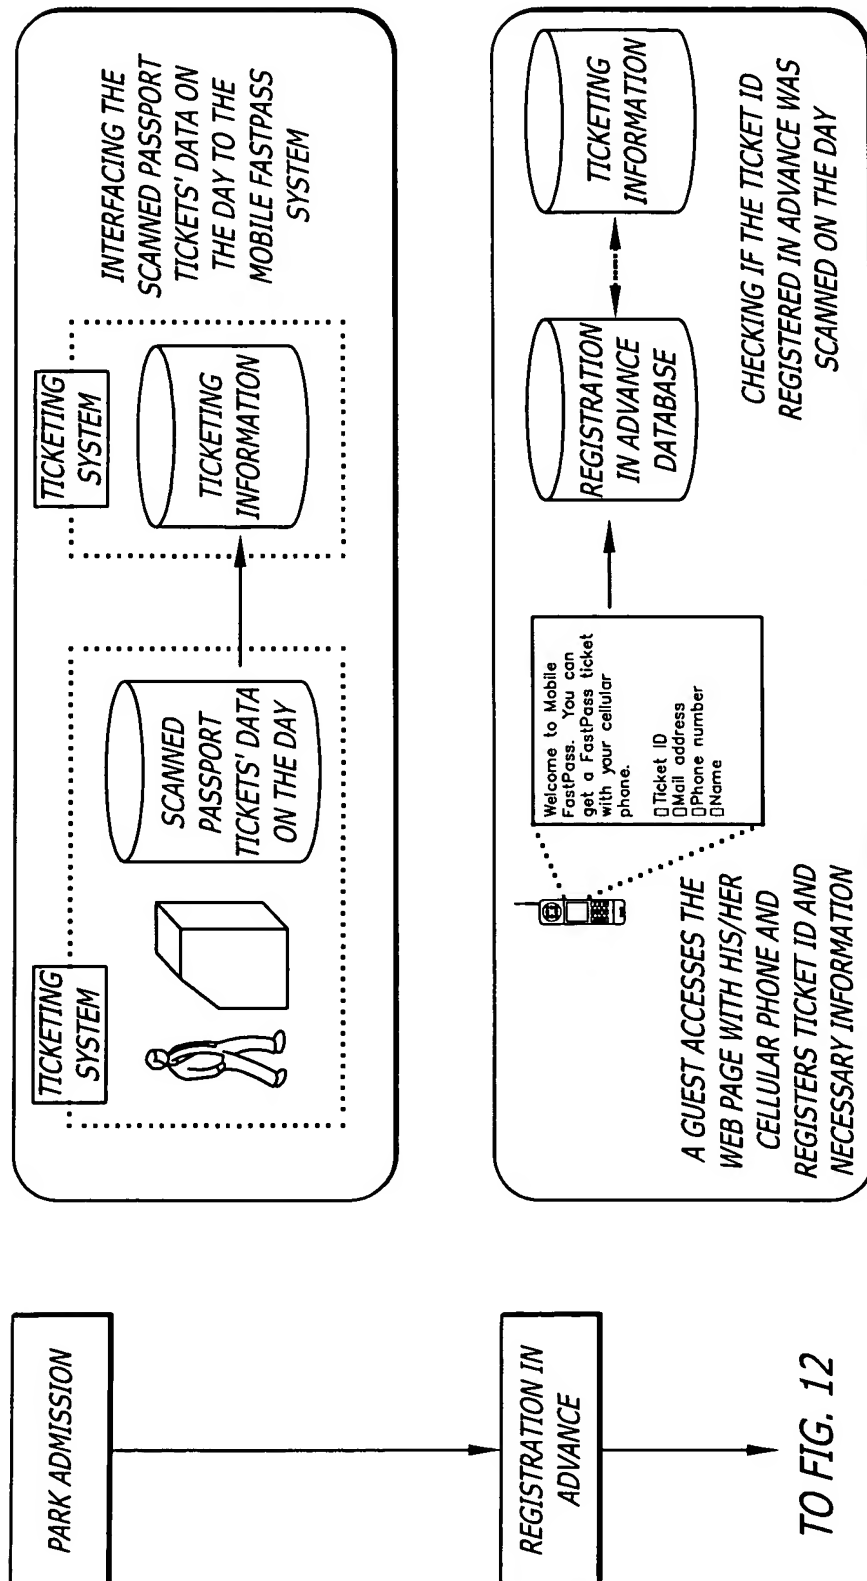 PARK ADMISSION
TICKETING
SYSTEM
SCANNED
PASSPORT
TICKETS' DATA
ON THE DAY
TICKETING
SYSTEM
TICKETING
INFORMATION
INTERFACING THE
SCANNED PASSPORT
TICKETS' DATA ON
THE DAY TO THE
MOBILE FASTPASS
SYSTEM
REGISTRATION IN
ADVANCE
A GUEST ACCESSES THE
WEB PAGE WITH HIS/HER
CELLULAR PHONE AND
REGISTERS TICKET ID AND
NECESSARY INFORMATION
Welcome to Mobile
FastPass. You can
get a FastPass ticket
with your cellular
phone.
▯Ticket ID
▯Mail address
▯Phone number
▯Name
REGISTRATION
IN ADVANCE
DATABASE
TICKETING
INFORMATION
CHECKING IF THE TICKET ID
REGISTERED IN ADVANCE WAS
SCANNED ON THE DAY
TO FIG. 12